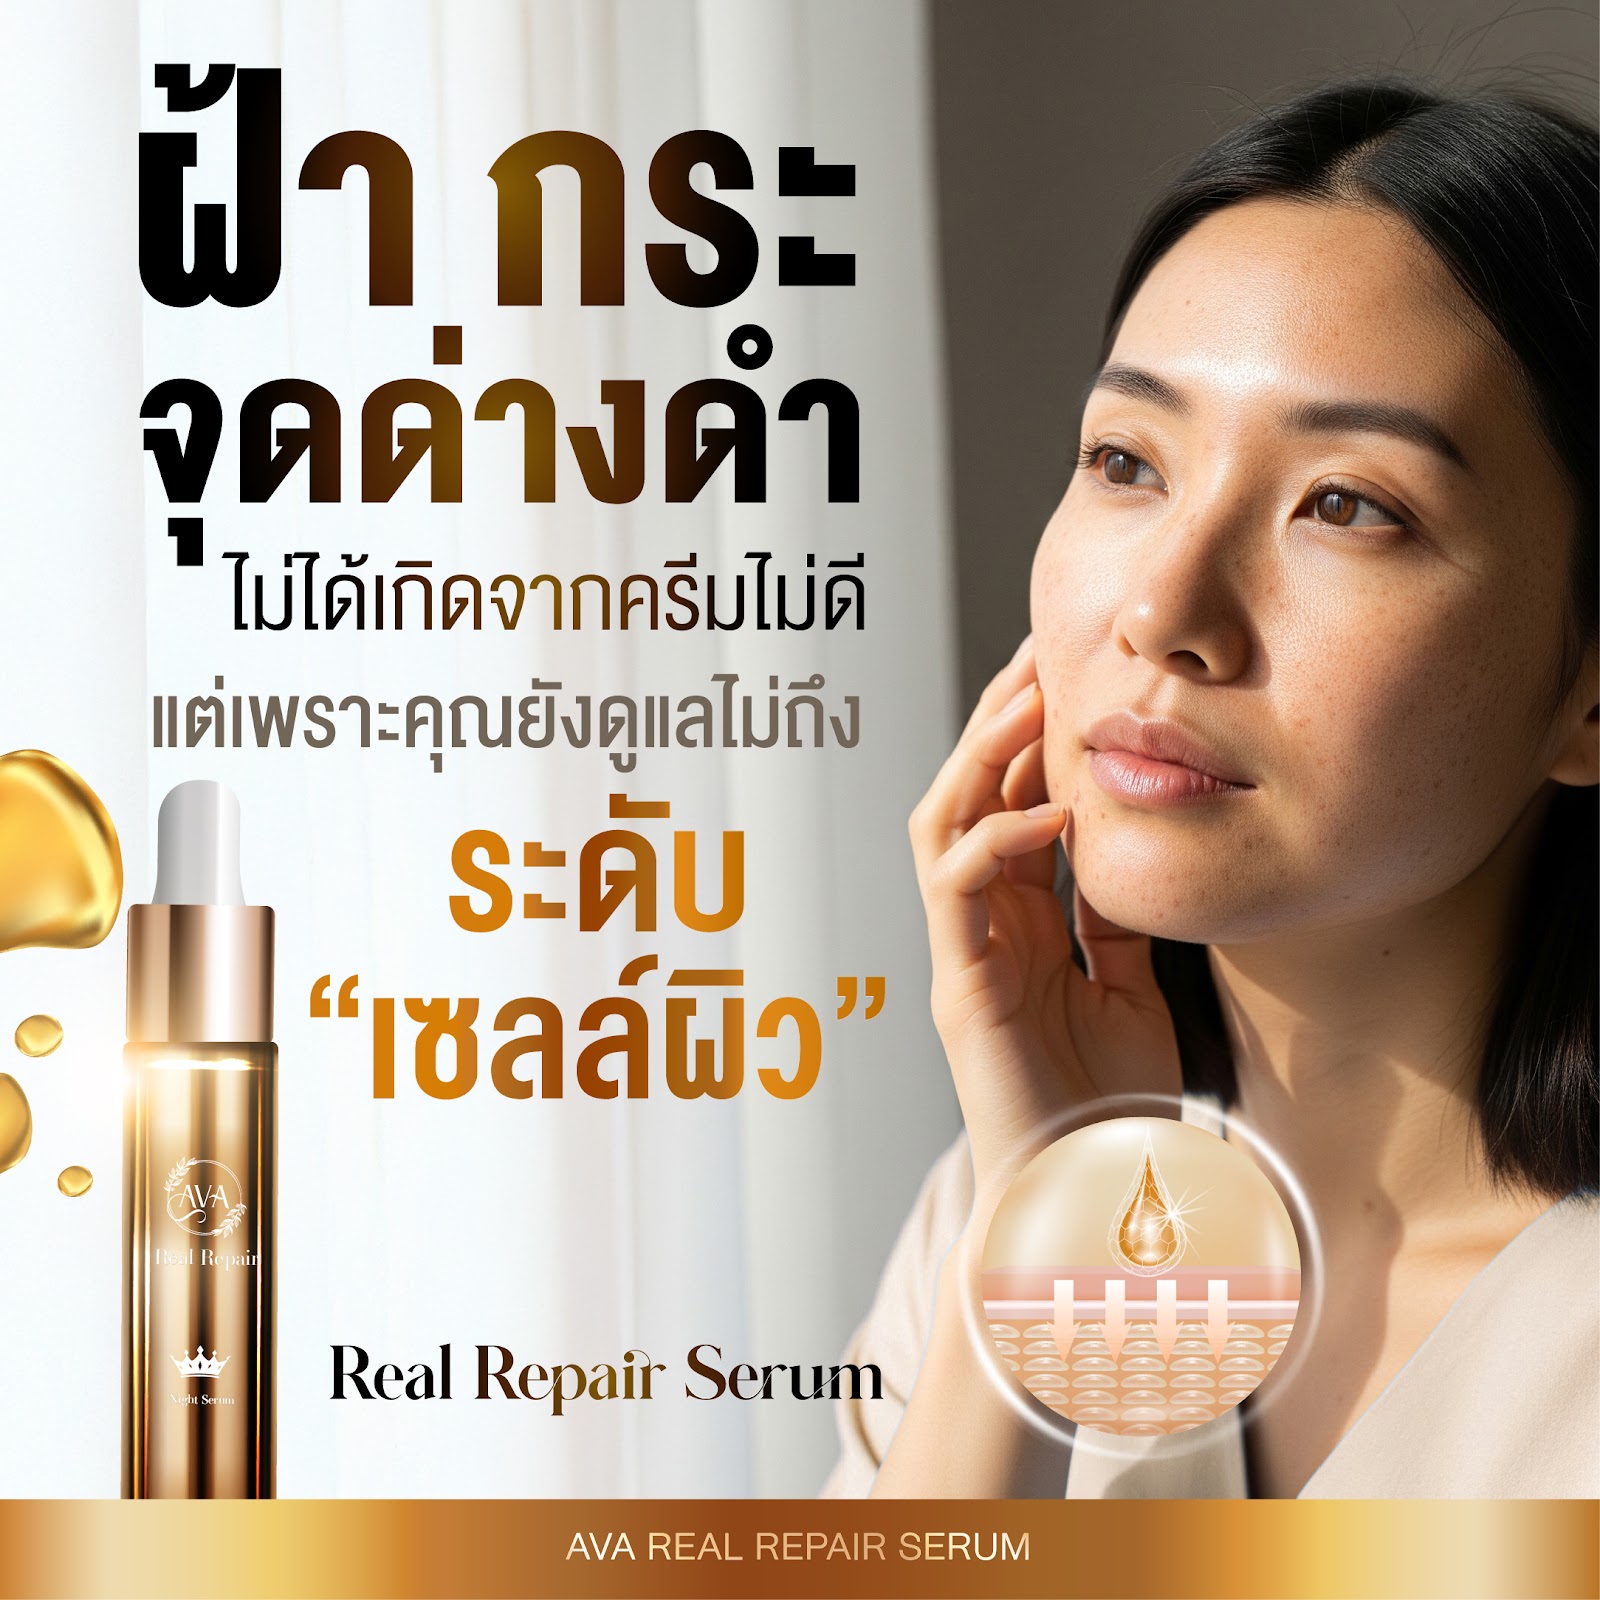 ฝ้า กระ
จุดด่างดำ
ไม่ได้เกิดจากครีมไม่ดี
แต่เพราะคุณยังดูแลไม่ถึง
ระดับ
“เซลล์ผิว”
AVA
Real Repair
Night Serum
Real Repair Serum
AVA REAL REPAIR SERUM